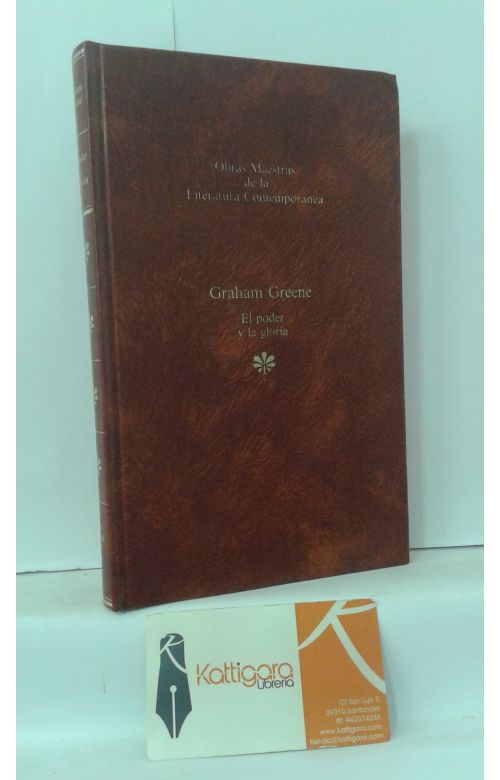 Obras Maestras
de la
Literatura Contemporánea
Graham Greene
El poder
y la gloria
Kattigara
Librería
C/ San Luis 5
39010 Santander
tlf: 942074286
www.kattigara.com
tienda@kattigara.com